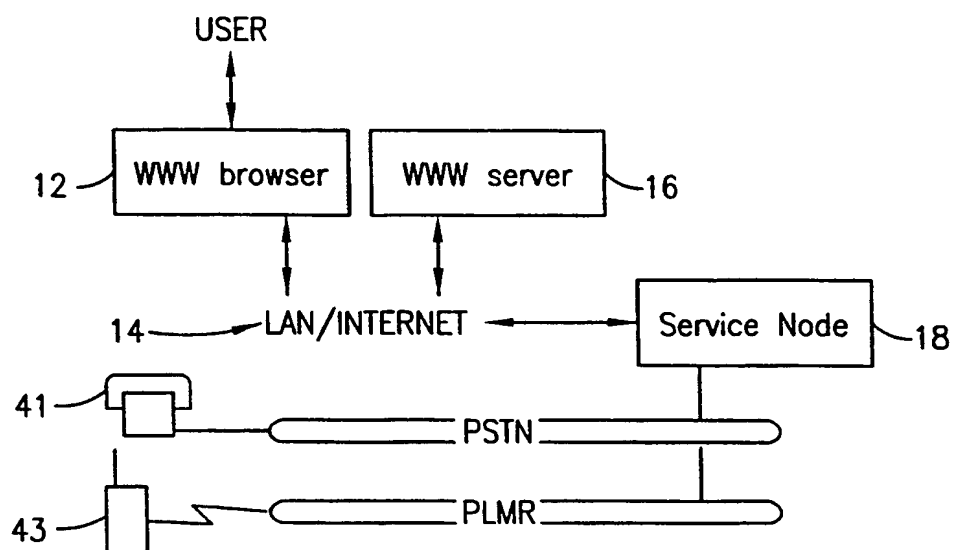 USER
12
WWW browser
WWW server
16
14
LAN/INTERNET
Service Node
18
41
PSTN
43
PLMR